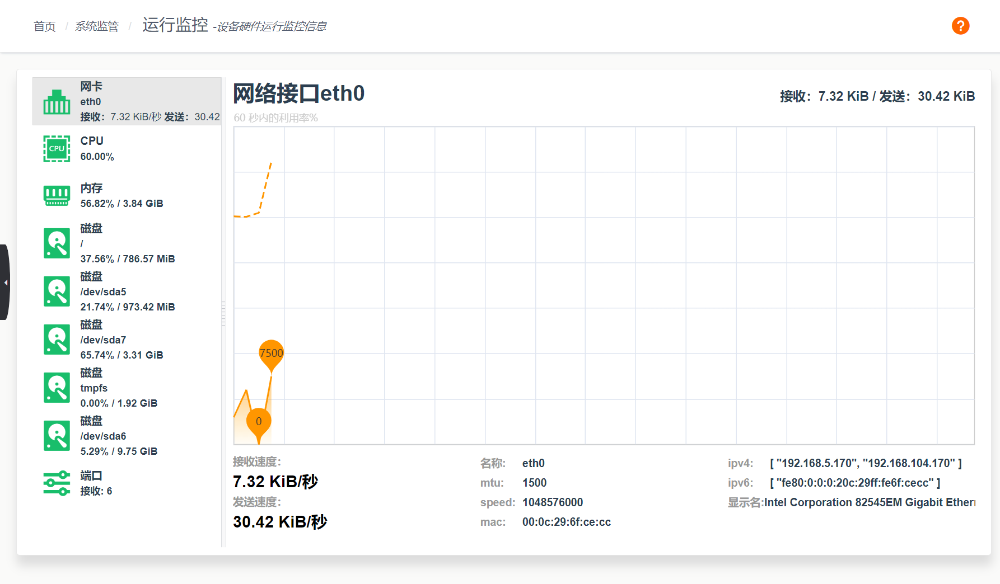 首页 / 系统监管 / 运行监控 -设备硬件运行监控信息
?
网卡
eth0
接收：7.32 KiB/秒 发送：30.42
CPU
CPU
60.00%
内存
56.82% / 3.84 GiB
磁盘
/
37.56% / 786.57 MiB
磁盘
/dev/sda5
21.74% / 973.42 MiB
磁盘
/dev/sda7
65.74% / 3.31 GiB
磁盘
tmpfs
0.00% / 1.92 GiB
磁盘
/dev/sda6
5.29% / 9.75 GiB
端口
接收: 6
网络接口eth0
接收：7.32 KiB / 发送：30.42 KiB
60 秒内的利用率%
7500
0
接收速度：
7.32 KiB/秒
发送速度：
30.42 KiB/秒
名称: eth0
mtu: 1500
speed: 1048576000
mac: 00:0c:29:6f:ce:cc
ipv4: [ "192.168.5.170", "192.168.104.170" ]
ipv6: [ "fe80:0:0:0:20c:29ff:fe6f:cecc" ]
显示名:Intel Corporation 82545EM Gigabit Ether